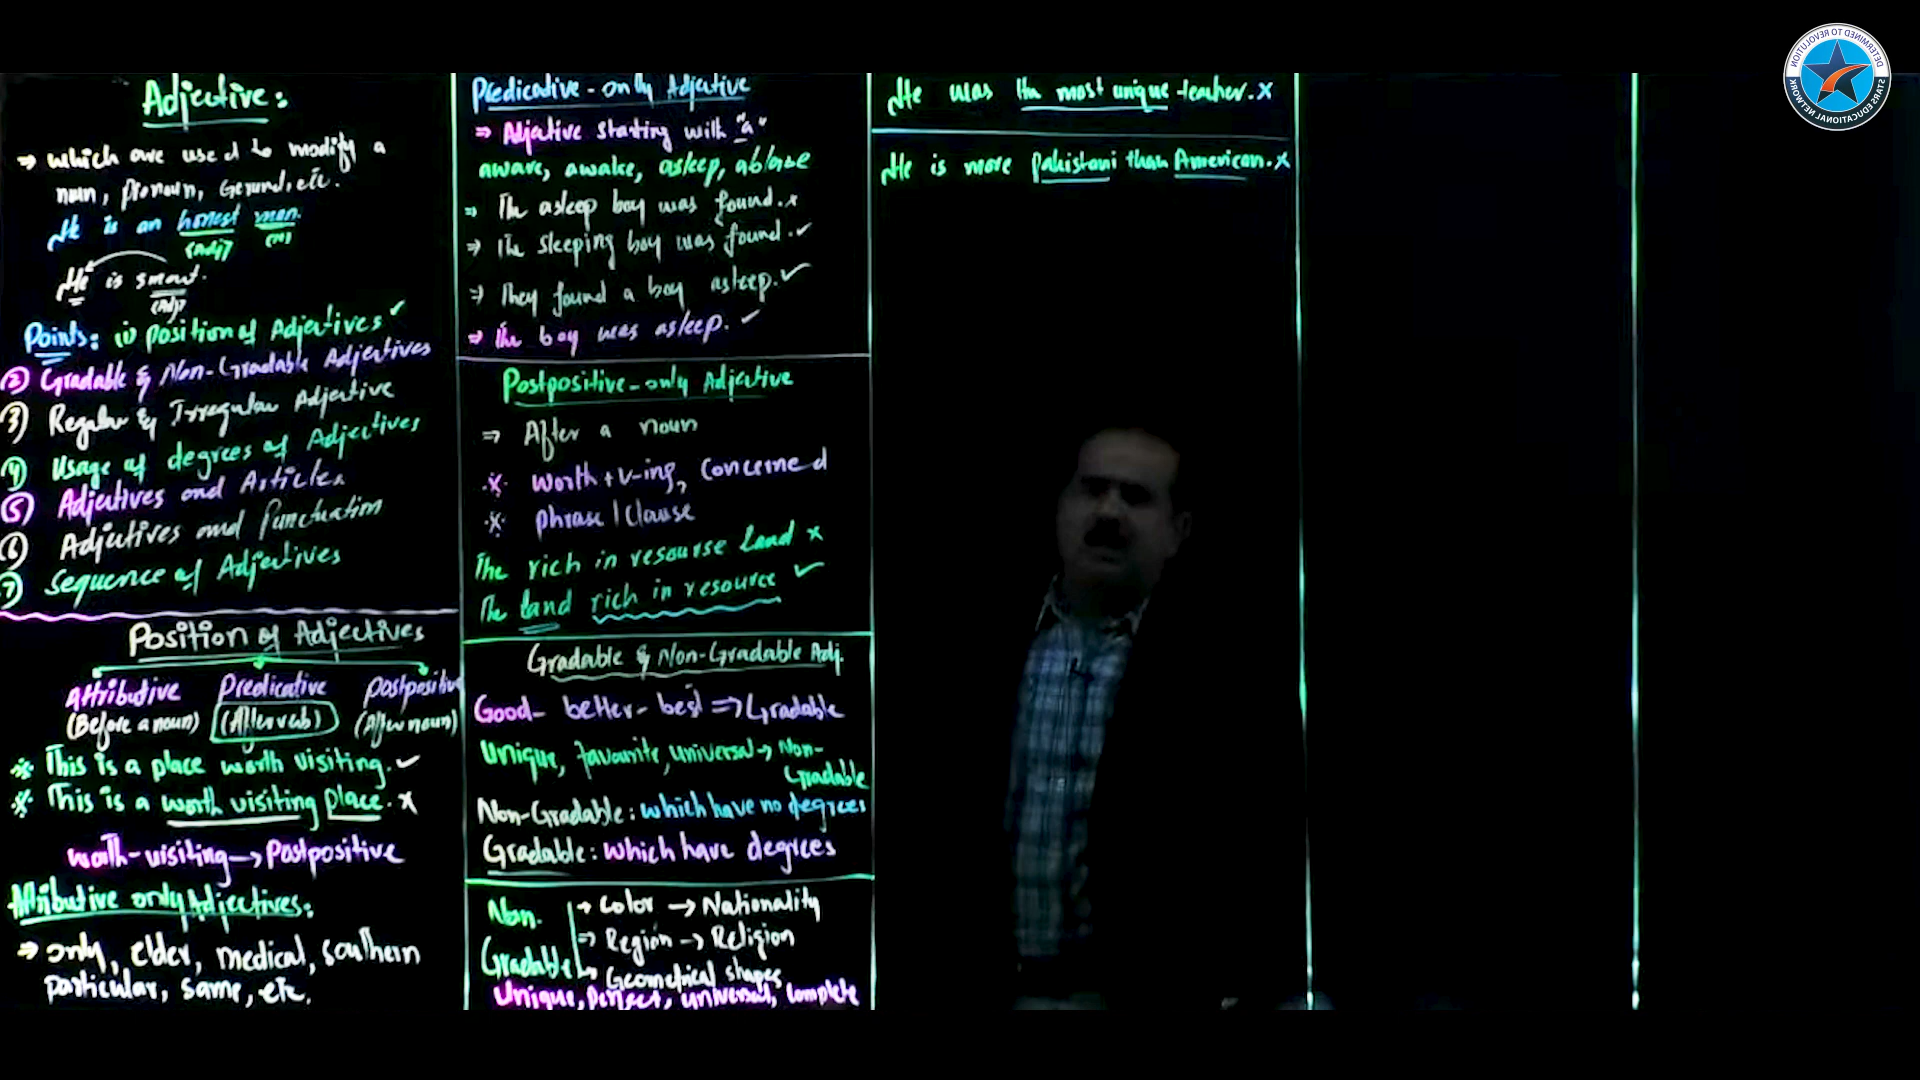 Adjective:
⇒ which are used to modify a
noun, pronoun, Gerund, etc.
He is an honest man.
(Adj) (N)
He is smart.
(Adj)
Points: (i) Position of Adjectives ✓
② Gradable & Non-Gradable Adjectives
③ Regular & Irregular Adjective
④ Usage of degrees of Adjectives
⑤ Adjectives and Articles
⑥ Adjectives and Punctuation
⑦ Sequence of Adjectives
Position of Adjectives
Attributive Predicative Postpositive
(Before a noun) (After verb) (After noun)
※ This is a place worth visiting. ✓
※ This is a worth visiting place. ×
worth-visiting → Postpositive
Attributive only Adjectives:
⇒ only, elder, medical, southern
particular, same, etc.
Predicative-only Adjective
⇒ Adjective starting with "a"
aware, awake, asleep, ablaze
⇒ The asleep boy was found. ×
⇒ The sleeping boy was found. ✓
⇒ They found a boy asleep. ✓
⇒ The boy was asleep. ✓
Postpositive-only Adjective
⇒ After a noun
※ worth + v-ing, concerned
※ phrase / clause
The rich in resourse land ×
The land rich in resource ✓
Gradable & Non-Gradable Adj.
Good - better - best ⇒ Gradable
Unique, favourite, universal → Non-
Gradable
Non-Gradable: which have no degrees
Gradable: which have degrees
Non. → Color → Nationality
Gradable ⇒ Region → Religion
↳ Geometrical shapes
Unique, perfect, universal, complete
He was the most unique teacher. ×
He is more Pakistani than American. ×
DETERMINED TO REVOLUTION
STARS EDUCATIONAL NETWORK